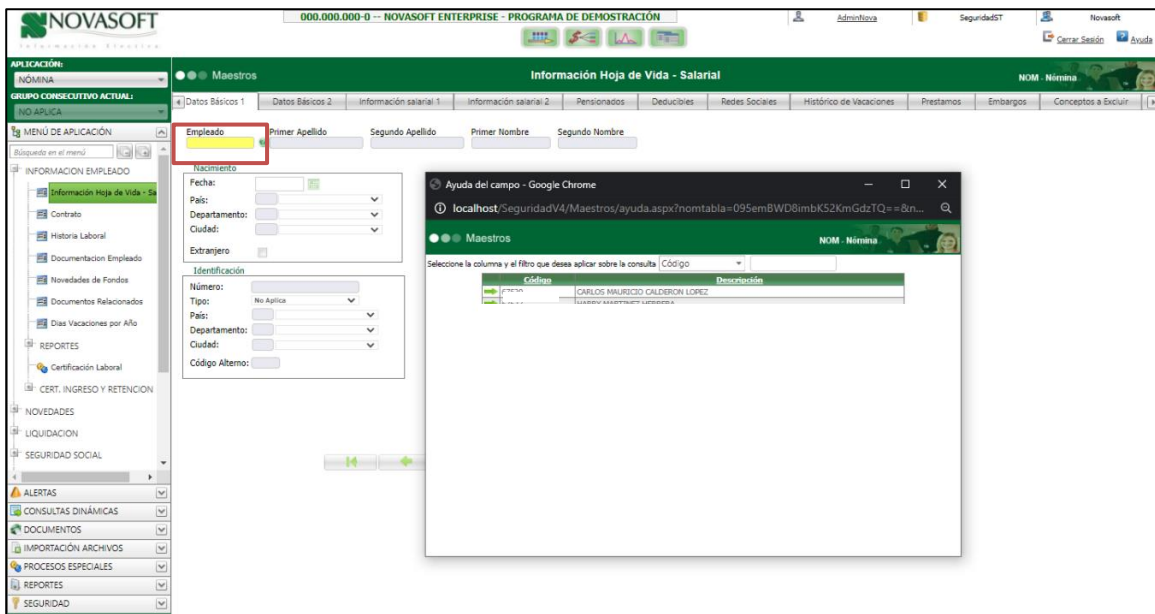 NOVASOFT
000.000.000-0 -- NOVASOFT ENTERPRISE - PROGRAMA DE DEMOSTRACIÓN
AdminNova
SeguridadST
Novasoft
Información Efectiva
Cerrar Sesión
Ayuda
APLICACIÓN:
NÓMINA
Maestros
Información Hoja de Vida - Salarial
NOM - Nómina
GRUPO CONSECUTIVO ACTUAL:
NO APLICA
Datos Básicos 1
Datos Básicos 2
Información salarial 1
Información salarial 2
Pensionados
Deducibles
Redes Sociales
Histórico de Vacaciones
Prestamos
Embargos
Conceptos a Excluir
MENÚ DE APLICACIÓN
Búsqueda en el menú
INFORMACION EMPLEADO
Información Hoja de Vida - Sa
Contrato
Historia Laboral
Documentacion Empleado
Novedades de Fondos
Documentos Relacionados
Dias Vacaciones por Año
REPORTES
Certificación Laboral
CERT. INGRESO Y RETENCION
NOVEDADES
LIQUIDACION
SEGURIDAD SOCIAL
ALERTAS
CONSULTAS DINÁMICAS
DOCUMENTOS
IMPORTACIÓN ARCHIVOS
PROCESOS ESPECIALES
REPORTES
SEGURIDAD
Empleado
Primer Apellido
Segundo Apellido
Primer Nombre
Segundo Nombre
Nacimiento
Fecha:
País:
Departamento:
Ciudad:
Extranjero
Identificación
Número:
Tipo: No Aplica
País:
Departamento:
Ciudad:
Código Alterno:
Ayuda del campo - Google Chrome
localhost/SeguridadV4/Maestros/ayuda.aspx?nomtabla=095emBWD8imbK52KmGdzTQ==&n...
Maestros
NOM - Nómina
Seleccione la columna y el filtro que desea aplicar sobre la consulta Código
Código Descripción
CARLOS MAURICIO CALDERON LOPEZ
HARRY MARTINEZ HERRERA